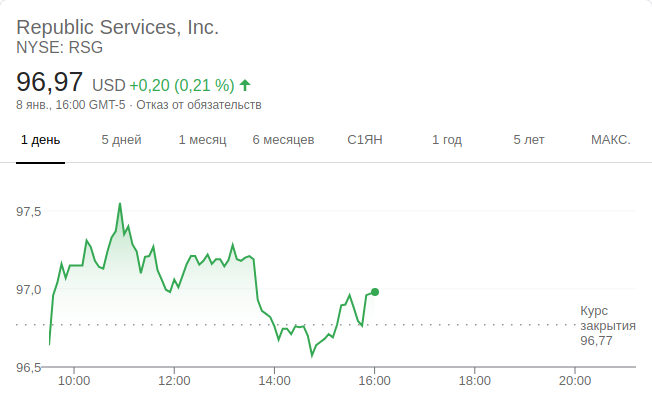 Republic Services, Inc.
NYSE: RSG
96,97 USD +0,20 (0,21 %)
8 янв., 16:00 GMT-5 · Отказ от обязательств
1 день 5 дней 1 месяц 6 месяцев С1ЯН 1 год 5 лет МАКС.
97,5
97,0
Курс
закрытия
96,77
96,5
10:00 12:00 14:00 16:00 18:00 20:00